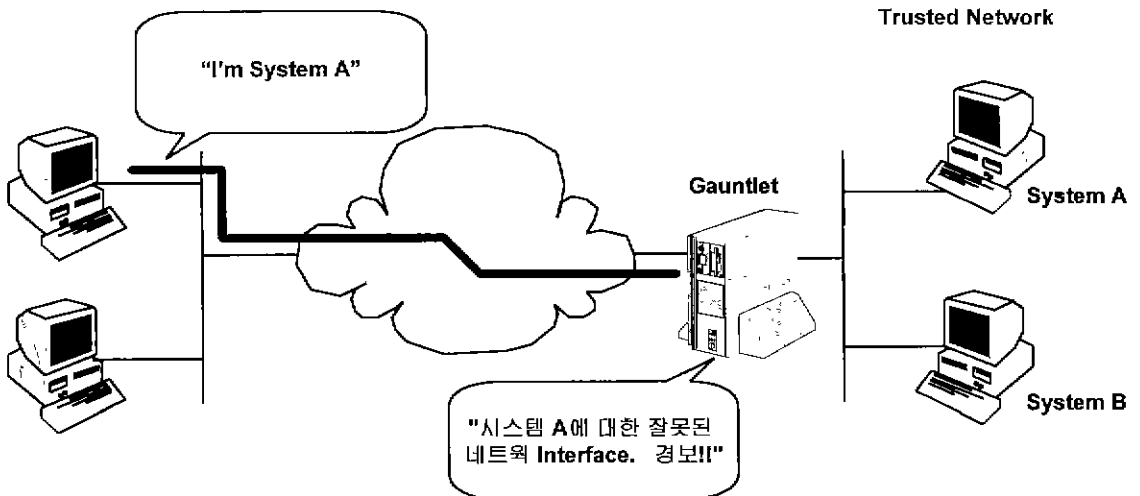 Trusted Network
"I'm System A"
Gauntlet
System A
System B
"시스템 A에 대한 잘못된
네트웍 Interface. 경보!!"